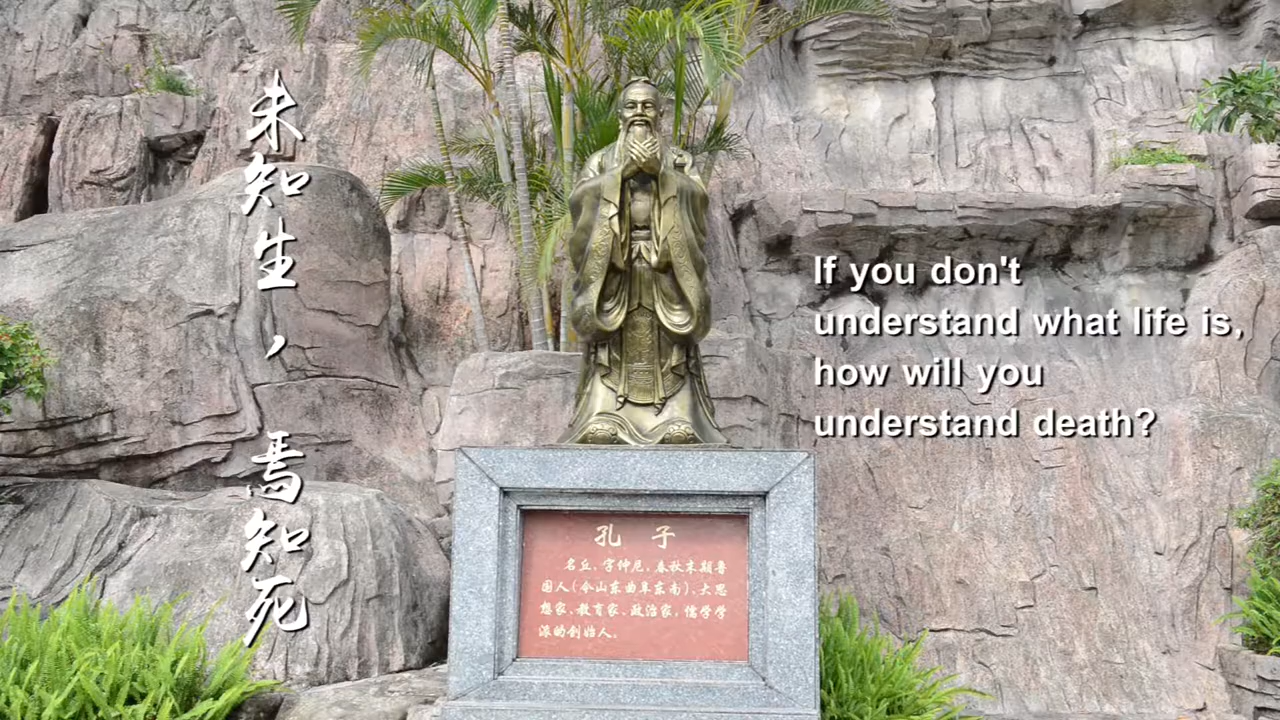 未知生，焉知死
If you don't
understand what life is,
how will you
understand death?
孔 子
名丘、字仲尼。春秋末期鲁
国人(今山东曲阜东南)、大思
想家、教育家、政治家，儒学学
派的创始人。